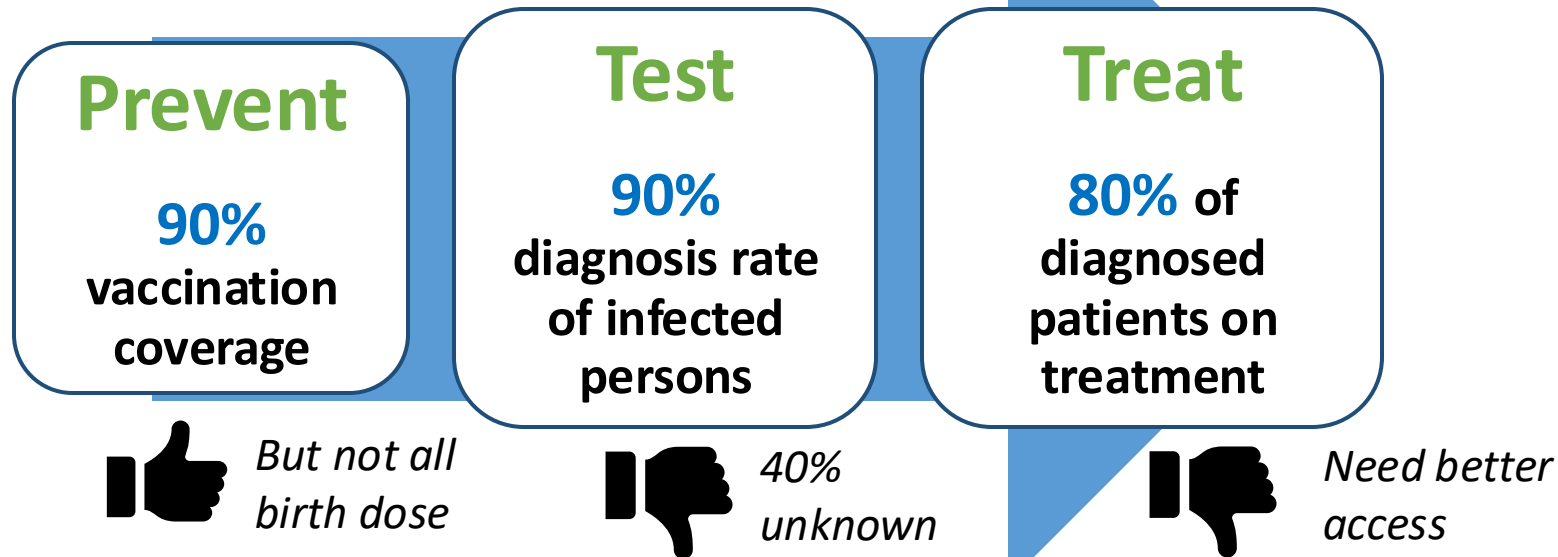 Prevent
90%
vaccination
coverage
But not all
birth dose
Test
90%
diagnosis rate
of infected
persons
40%
unknown
Treat
80% of
diagnosed
patients on
treatment
Need better
access